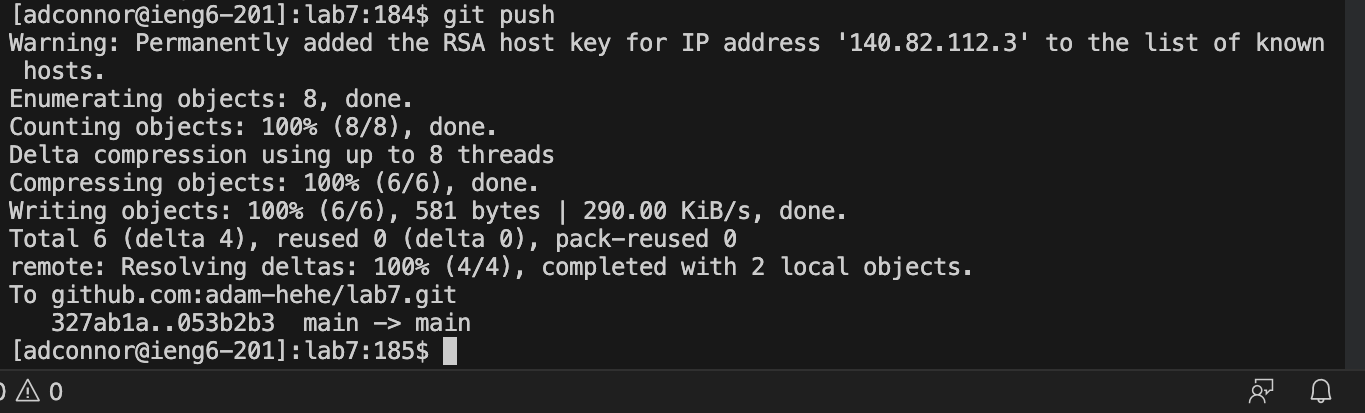 [adconnor@ieng6-201]:lab7:184$ git push
Warning: Permanently added the RSA host key for IP address '140.82.112.3' to the list of known
 hosts.
Enumerating objects: 8, done.
Counting objects: 100% (8/8), done.
Delta compression using up to 8 threads
Compressing objects: 100% (6/6), done.
Writing objects: 100% (6/6), 581 bytes | 290.00 KiB/s, done.
Total 6 (delta 4), reused 0 (delta 0), pack-reused 0
remote: Resolving deltas: 100% (4/4), completed with 2 local objects.
To github.com:adam-hehe/lab7.git
   327ab1a..053b2b3  main -> main
[adconnor@ieng6-201]:lab7:185$
0 0